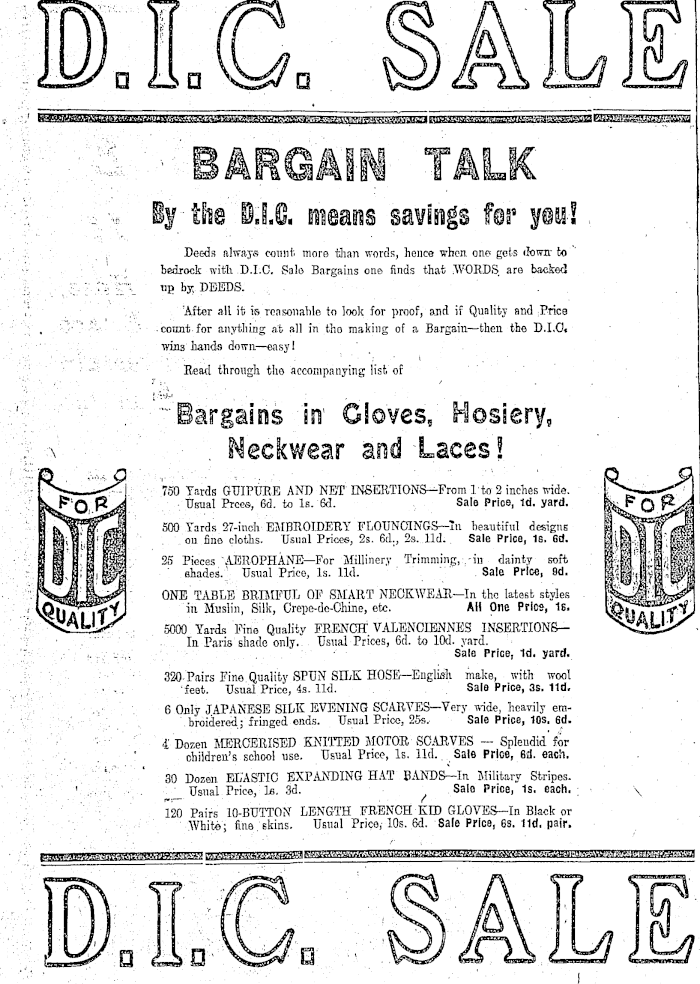 D.I.C. SALE
BARGAIN TALK
By the D.I.C. means savings for you!
Deeds always count more than words, hence when one gets down to
bedrock with D.I.C. Sale Bargains one finds that WORDS are backed
up by DEEDS.
After all it is reasonable to look for proof, and if Quality and Price
count for anything at all in the making of a Bargain—then the D.I.C.
wins hands down—easy!
Read through the accompanying list of
Bargains in Gloves, Hosiery,
Neckwear and Laces!
FOR
DIC
QUALITY
FOR
DIC
QUALITY
750 Yards GUIPURE AND NET INSERTIONS—From 1 to 2 inches wide.
Usual Prces, 6d. to 1s. 6d. Sale Price, 1d. yard.
500 Yards 27-inch EMBROIDERY FLOUNCINGS—In beautiful designs
on fine cloths. Usual Prices, 2s. 6d., 2s. 11d. Sale Price, 1s. 6d.
25 Pieces AEROPHANE—For Millinery Trimming, in dainty soft
shades. Usual Price, 1s. 11d. Sale Price, 9d.
ONE TABLE BRIMFUL OF SMART NECKWEAR—In the latest styles
in Muslin, Silk, Crepe-de-Chine, etc. All One Price, 1s.
5000 Yards Fine Quality FRENCH VALENCIENNES INSERTIONS—
In Paris shade only. Usual Prices, 6d. to 10d. yard.
Sale Price, 1d. yard.
320 Pairs Fine Quality SPUN SILK HOSE—English make, with wool
feet. Usual Price, 4s. 11d. Sale Price, 3s. 11d.
6 Only JAPANESE SILK EVENING SCARVES—Very wide, heavily em-
broidered; fringed ends. Usual Price, 25s. Sale Price, 10s. 6d.
4 Dozen MERCERISED KNITTED MOTOR SCARVES — Splendid for
children's school use. Usual Price, 1s. 11d. Sale Price, 6d. each.
30 Dozen ELASTIC EXPANDING HAT BANDS—In Military Stripes.
Usual Price, 1s. 3d. Sale Price, 1s. each.
120 Pairs 10-BUTTON LENGTH FRENCH KID GLOVES—In Black or
White; fine skins. Usual Price, 10s. 6d. Sale Price, 6s. 11d. pair.
D.I.C. SALE